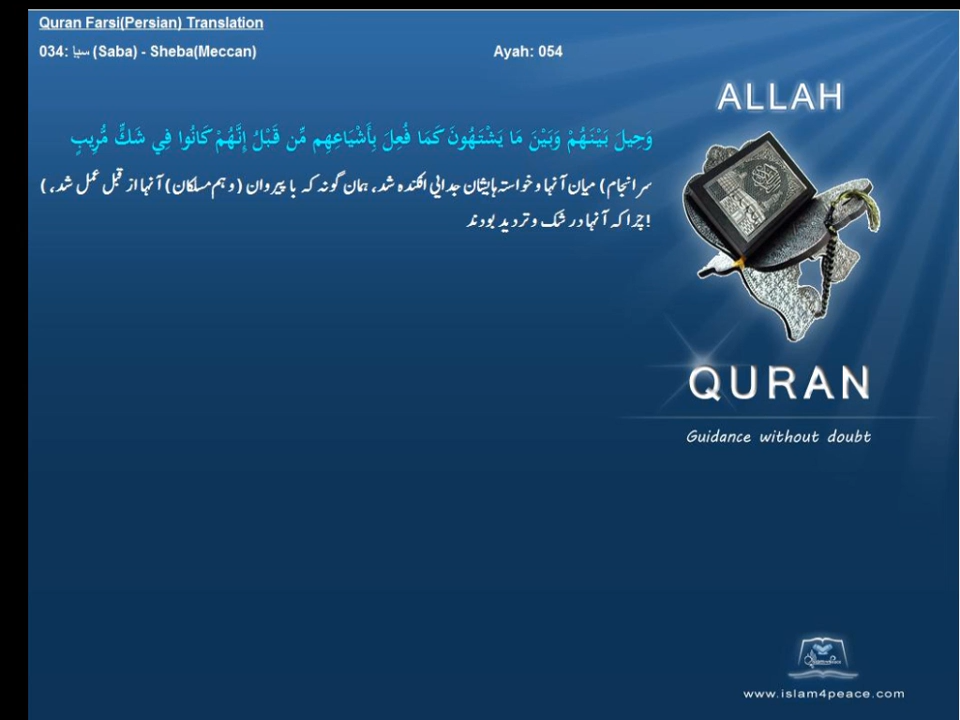 Quran Farsi(Persian) Translation
034: سبإ (Saba) - Sheba(Meccan) Ayah: 054
ALLAH
وَحِيلَ بَيْنَهُمْ وَبَيْنَ مَا يَشْتَهُونَ كَمَا فُعِلَ بِأَشْيَاعِهِم مِّن قَبْلُ إِنَّهُمْ كَانُوا فِي شَكٍّ مُّرِيبٍ
سرانجام) میان آنها و خواسته‌هایشان جدایی افکنده شد، همان گونه که با پیروان (و هم‌مسلکان) آنها از قبل عمل شد، )
!چرا که آنها در شک و تردید بودند
QURAN
Guidance without doubt
www.islam4peace.com